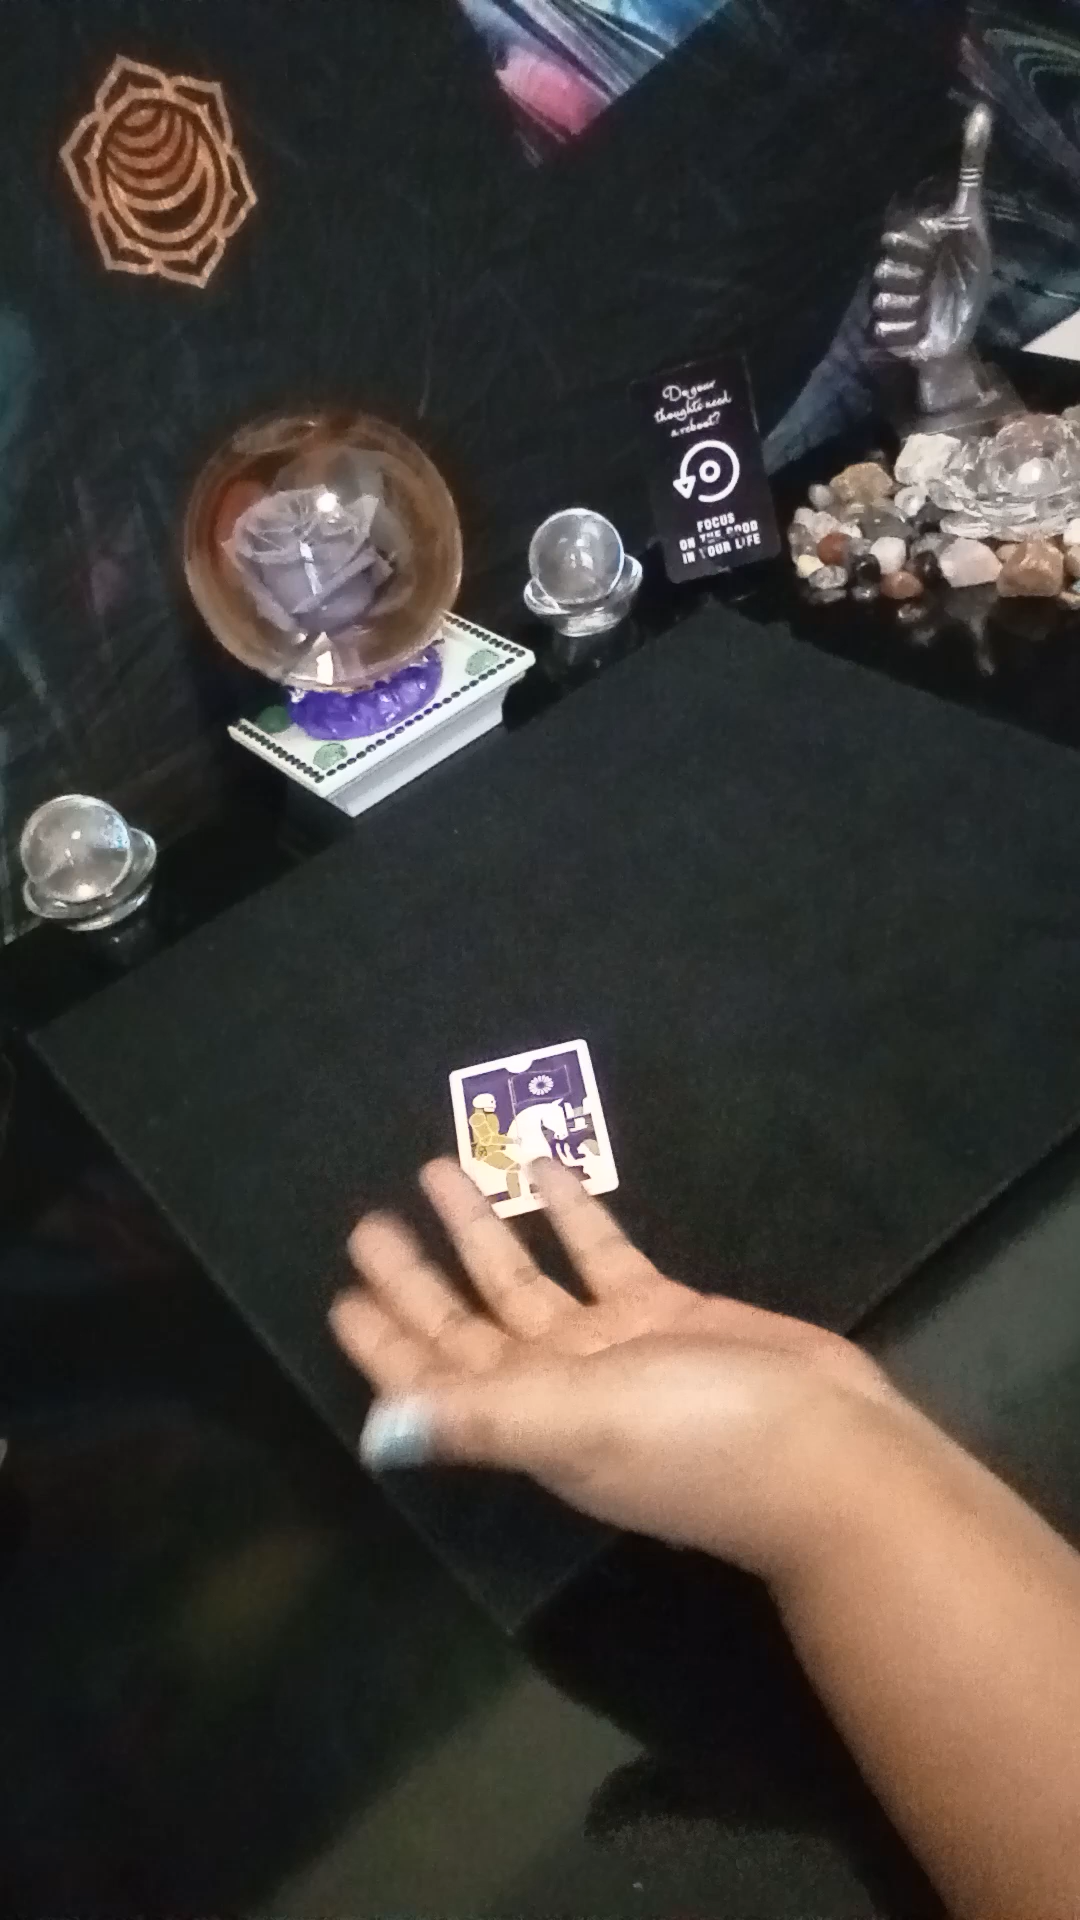 Do your
thoughts need
a reboot?
FOCUS
ON THE GOOD
IN YOUR LIFE